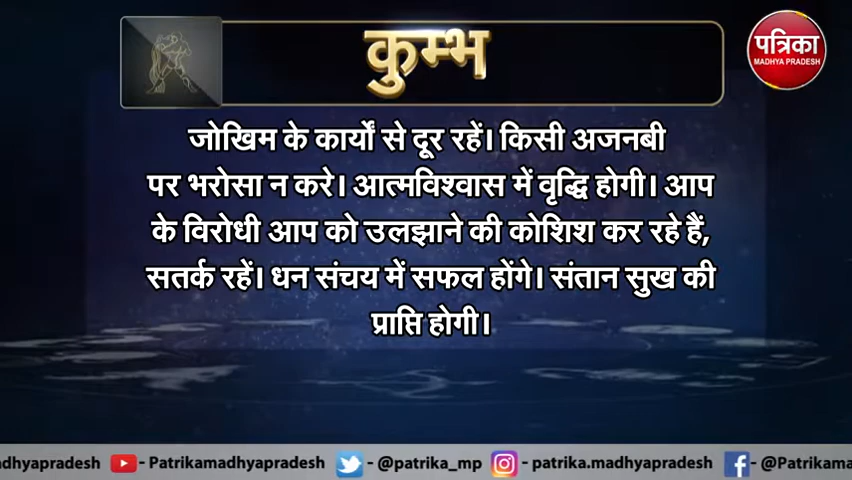 कुम्भ
पत्रिका
MADHYA PRADESH
जोखिम के कार्यों से दूर रहें। किसी अजनबी
पर भरोसा न करे। आत्मविश्वास में वृद्धि होगी। आप
के विरोधी आप को उलझाने की कोशिश कर रहे हैं,
सतर्क रहें। धन संचय में सफल होंगे। संतान सुख की
प्राप्ति होगी।
dhyapradesh - Patrikamadhyapradesh - @patrika_mp - patrika.madhyapradesh - @Patrikama